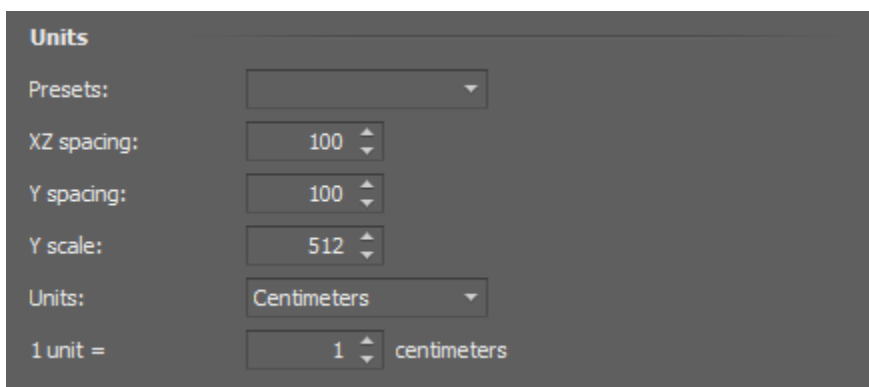 Units
Presets:
XZ spacing: 100
Y spacing: 100
Y scale: 512
Units: Centimeters
1 unit = 1 centimeters